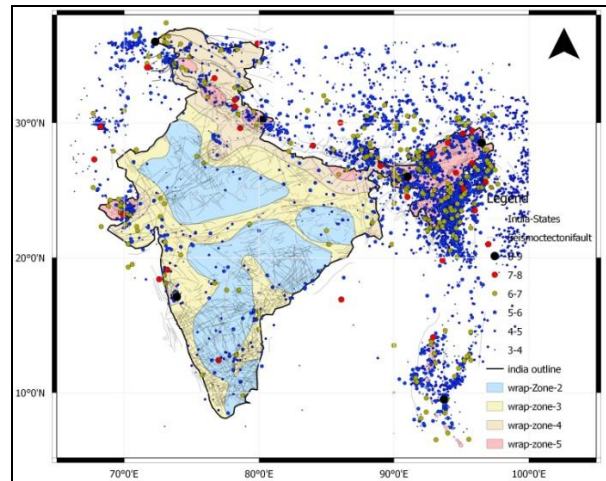 30°0'N
20°0'N
10°0'N
70°0'E
80°0'E
90°0'E
100°0'E
Legend
India-States
seismoctectonifault
8-9
7-8
6-7
5-6
4-5
3-4
india outline
wrap-Zone-2
wrap-zone-3
wrap-zone-4
wrap-zone-5